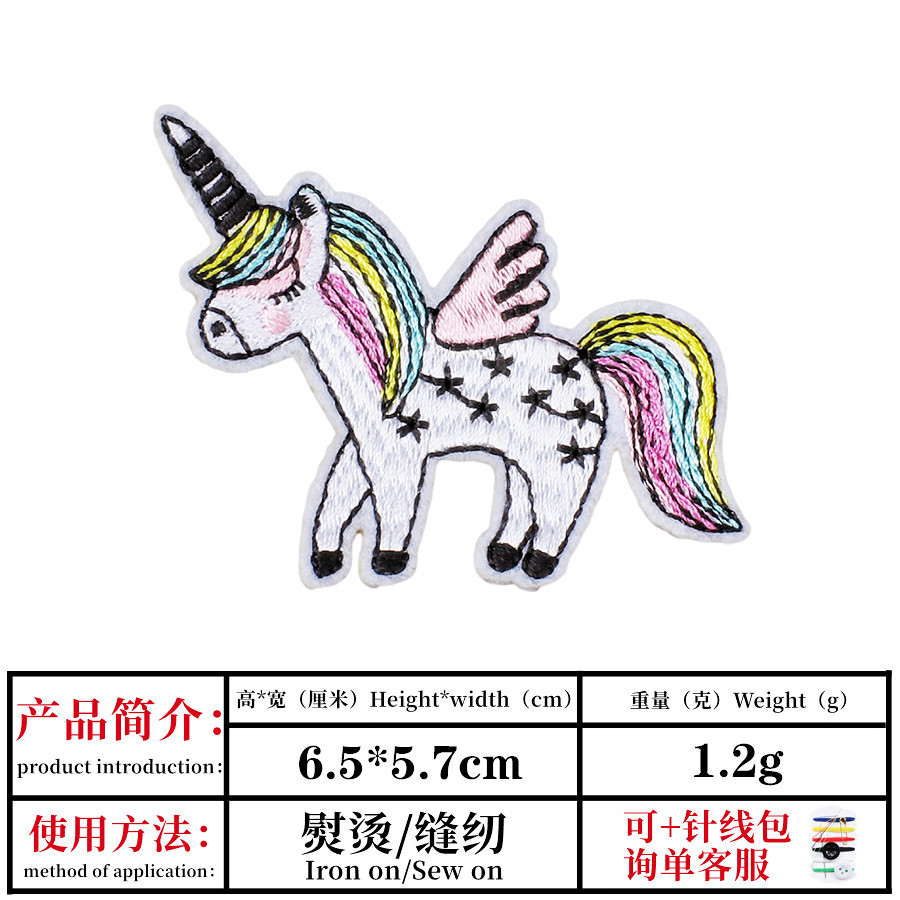 产品简介：
product introduction：
高*宽（厘米）Height*width（cm）
重量（克）Weight（g）
6.5*5.7cm
1.2g
使用方法：
method of application：
熨烫/缝纫
Iron on/Sew on
可+针线包
询单客服